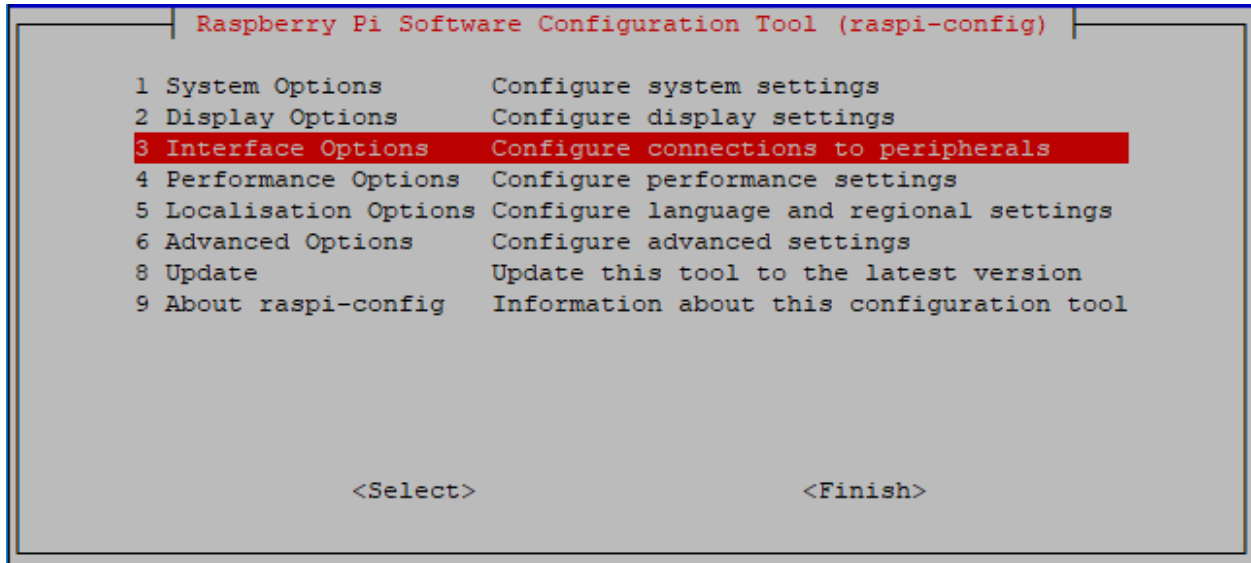 Raspberry Pi Software Configuration Tool (raspi-config)
1 System Options Configure system settings
2 Display Options Configure display settings
3 Interface Options Configure connections to peripherals
4 Performance Options Configure performance settings
5 Localisation Options Configure language and regional settings
6 Advanced Options Configure advanced settings
8 Update Update this tool to the latest version
9 About raspi-config Information about this configuration tool
<Select> <Finish>